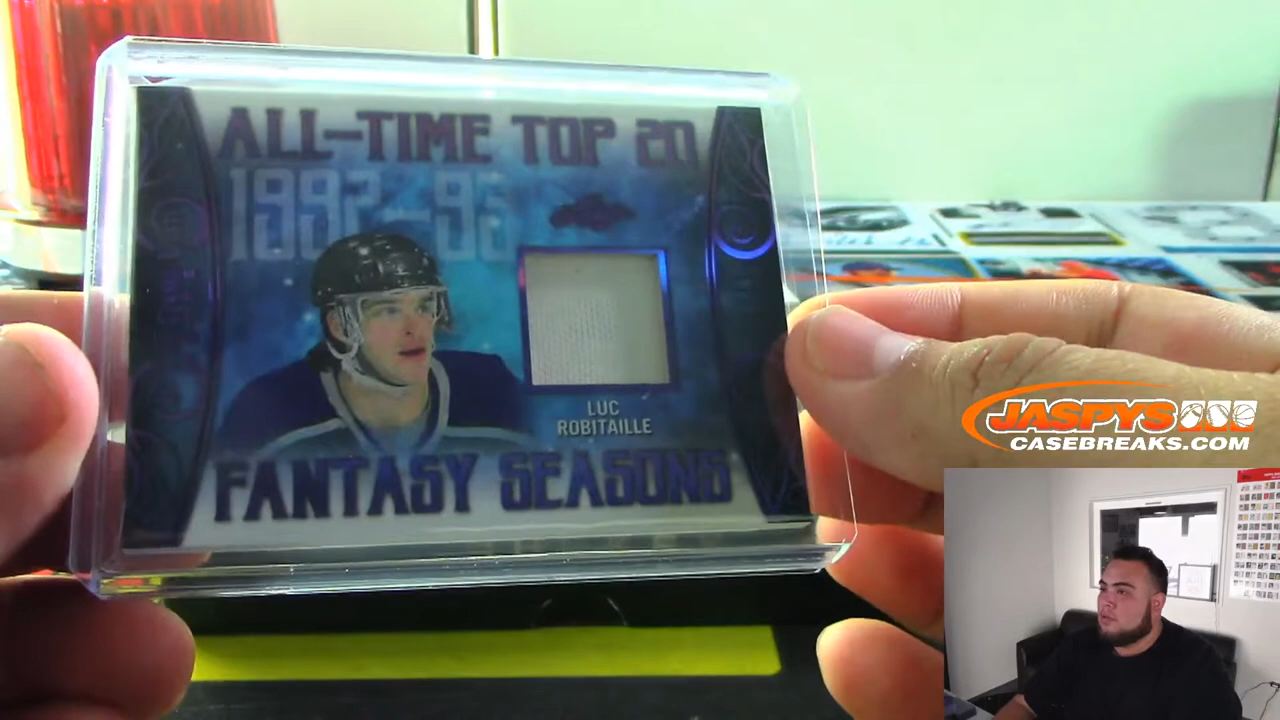 ALL-TIME TOP 20
1992-93
LUC
ROBITAILLE
FANTASY SEASONS
JASPYS
CASEBREAKS.COM